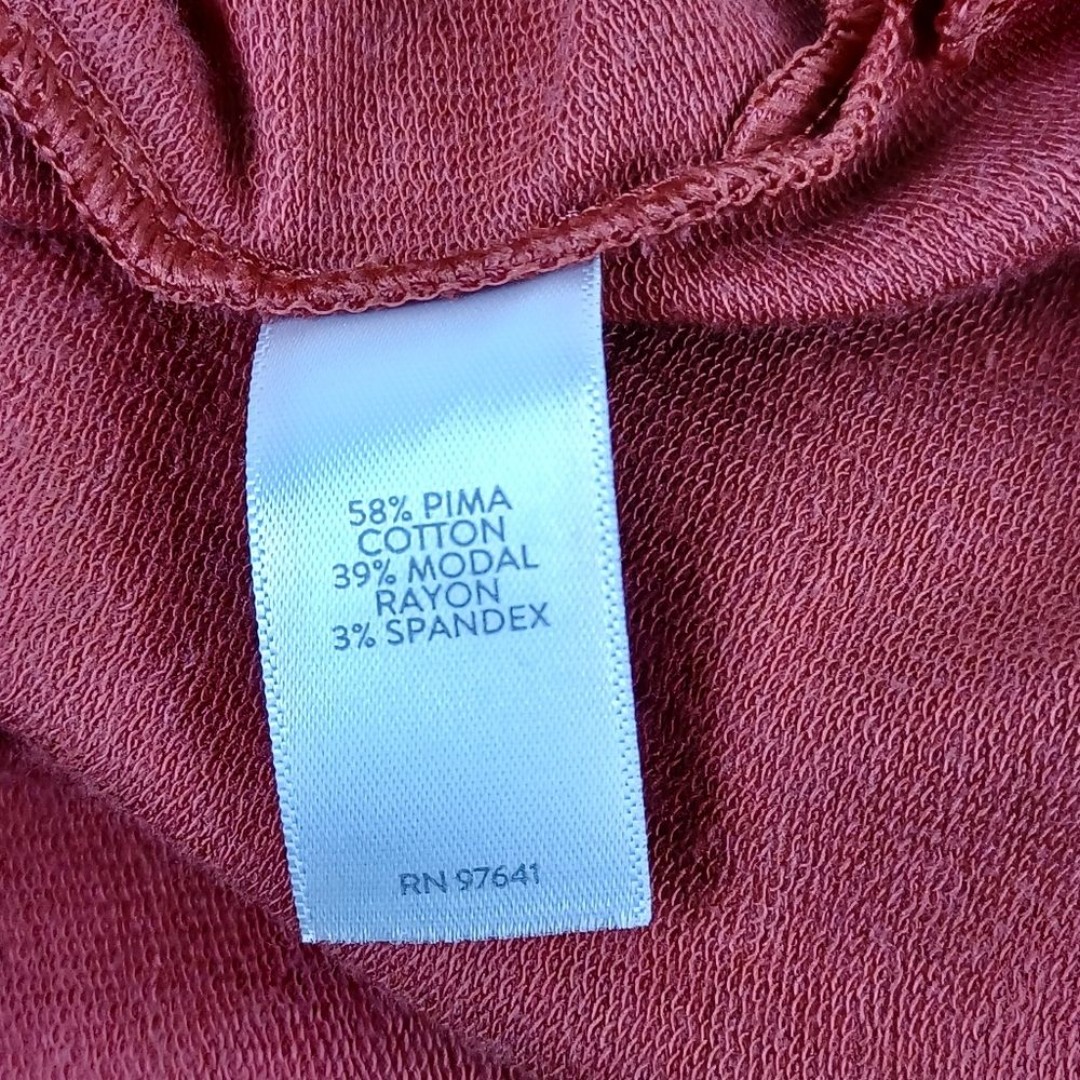 58% PIMA
COTTON
39% MODAL
RAYON
3% SPANDEX
RN 97641